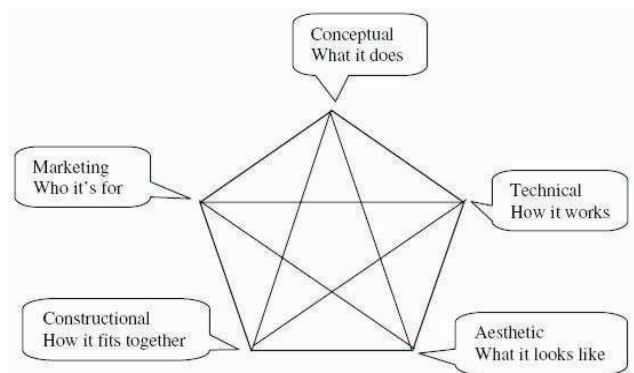 Conceptual
What it does
Marketing
Who it's for
Technical
How it works
Constructional
How it fits together
Aesthetic
What it looks like